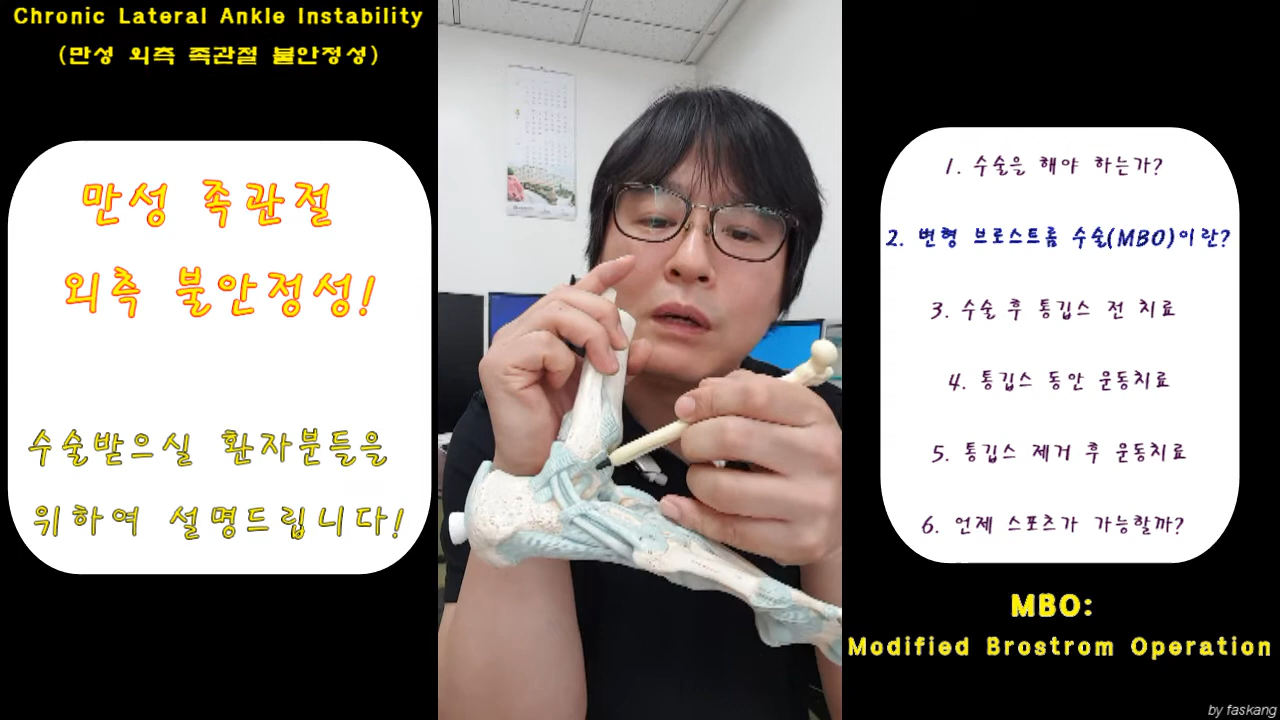 Chronic Lateral Ankle Instability
(만성 외측 족관절 불안정성)
만성 족관절
외측 불안정성!
수술받으실 환자분들을
위하여 설명드립니다!
1. 수술을 해야 하는가?
2. 변형 브로스트롬 수술(MBO)이란?
3. 수술 후 통깁스 전 치료
4. 통깁스 동안 운동치료
5. 통깁스 제거 후 운동치료
6. 언제 스포츠가 가능할까?
MBO:
Modified Brostrom Operation
by faskang